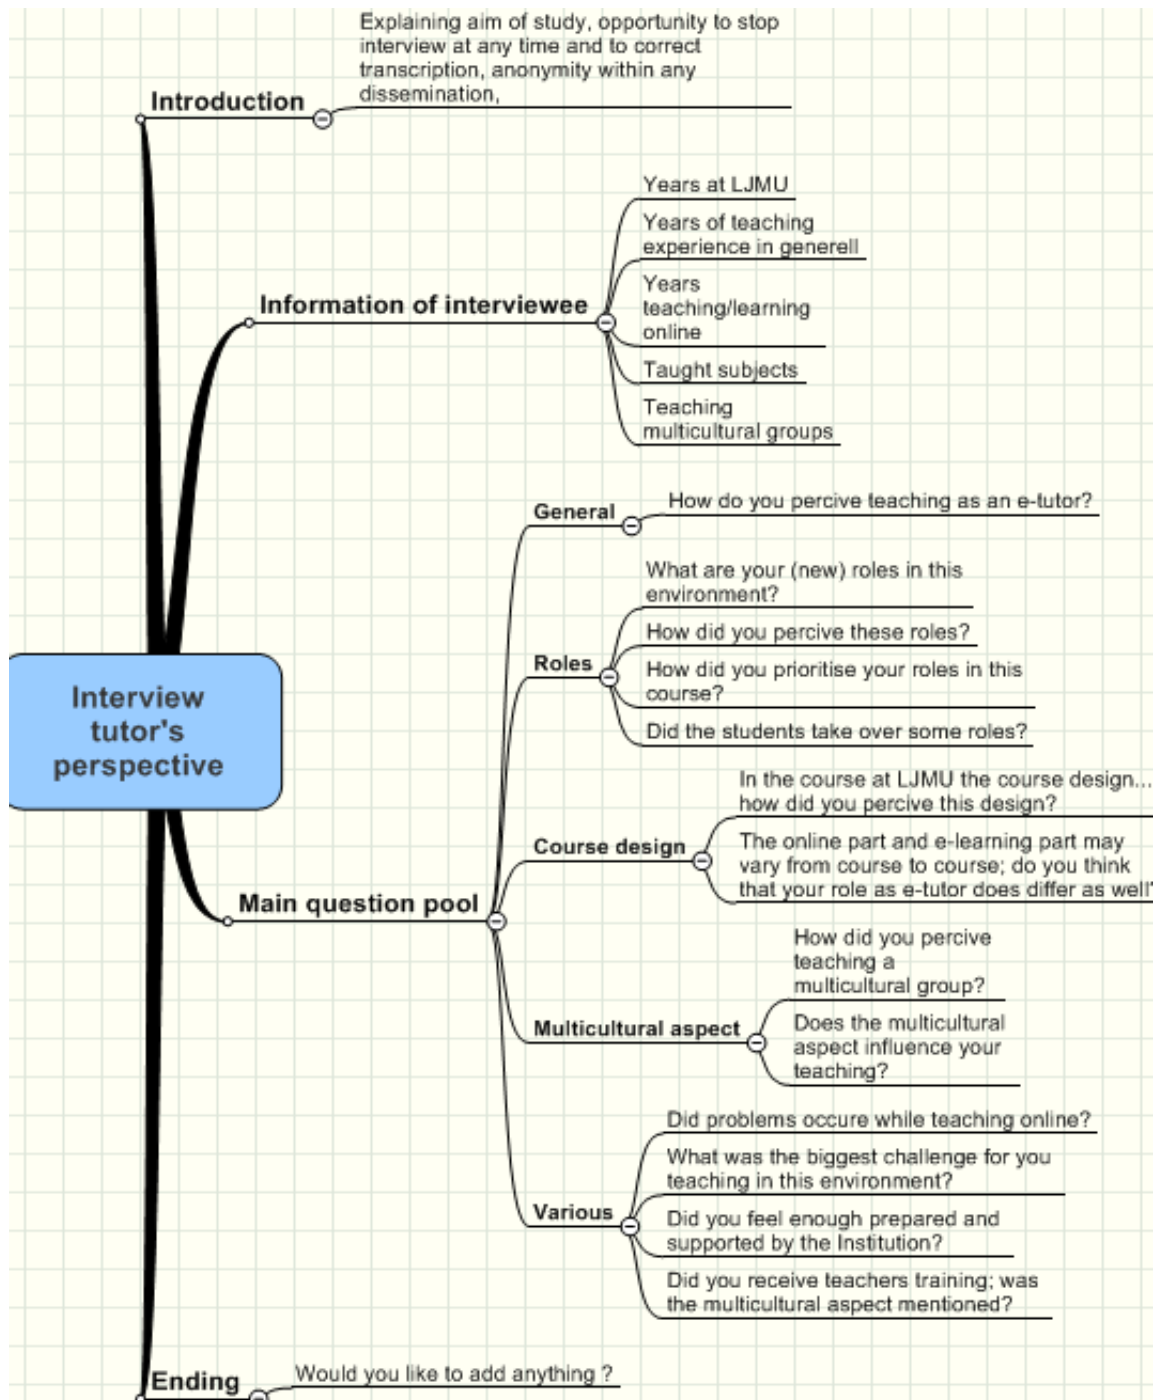 Explaining aim of study, opportunity to stop
interview at any time and to correct
transcription, anonymity within any
dissemination,
Introduction
Years at LJMU
Years of teaching
experience in generell
Years
teaching/learning
online
Information of interviewee
Taught subjects
Teaching
multicultural groups
General
How do you percive teaching as an e-tutor?
What are your (new) roles in this
environment?
How did you percive these roles?
Roles
How did you prioritise your roles in this
course?
Did the students take over some roles?
Interview
tutor's
perspective
In the course at LJMU the course design...
how did you percive this design?
Course design
The online part and e-learning part may
vary from course to course; do you think
that your role as e-tutor does differ as well'
Main question pool
How did you percive
teaching a
multicultural group?
Multicultural aspect
Does the multicultural
aspect influence your
teaching?
Did problems occure while teaching online?
What was the biggest challenge for you
teaching in this environment?
Various
Did you feel enough prepared and
supported by the Institution?
Did you receive teachers training; was
the multicultural aspect mentioned?
Ending
Would you like to add anything ?